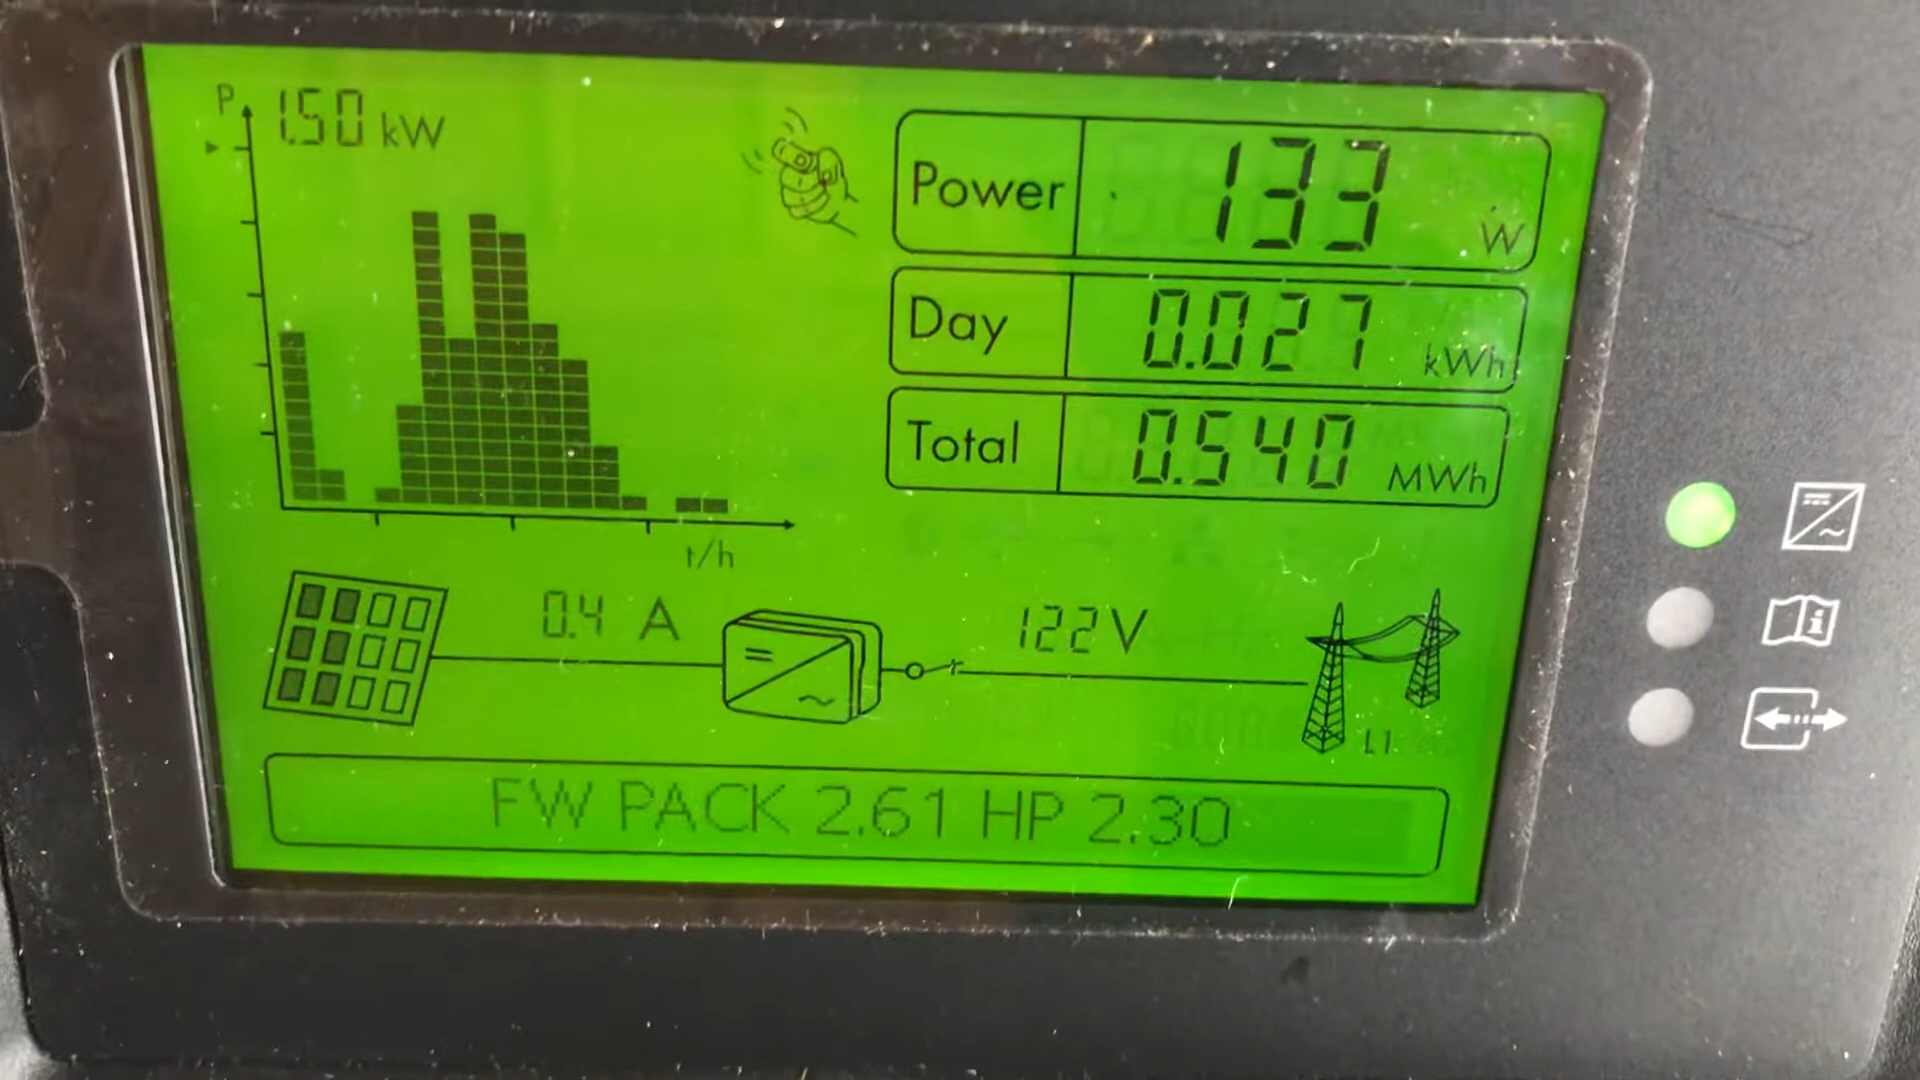 P 1.50 kW
Power 133 W
Day 0.027 kWh
Total 0.540 MWh
t/h
0.4 A
122 V
L1
FW PACK 2.61 HP 2.30